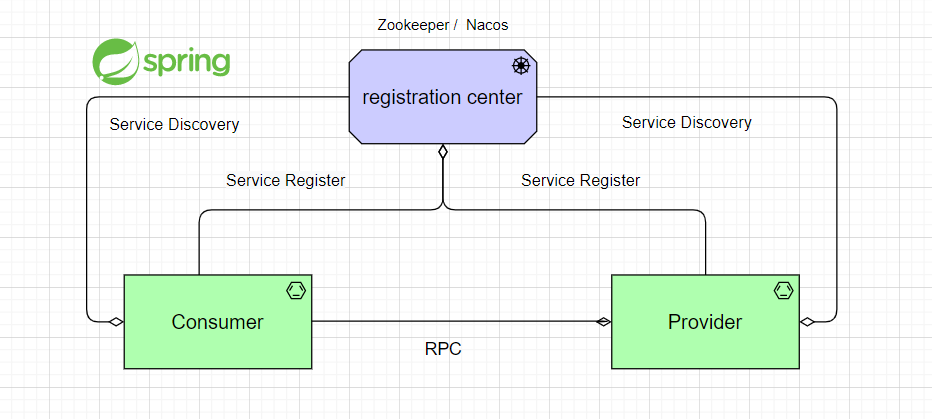 Zookeeper / Nacos
spring
registration center
Service Discovery
Service Discovery
Service Register
Service Register
Consumer
Provider
RPC